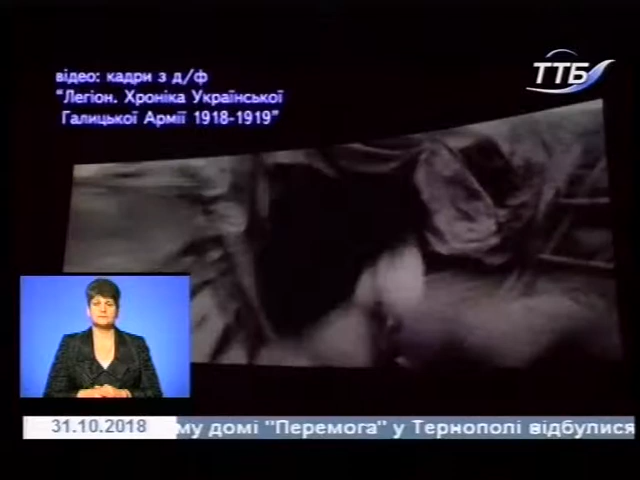 відео: кадри з д/ф
"Легіон. Хроніка Української
Галицької Армії 1918-1919"
ТТБ
31.10.2018 му домі "Перемога" у Тернополі відбулися